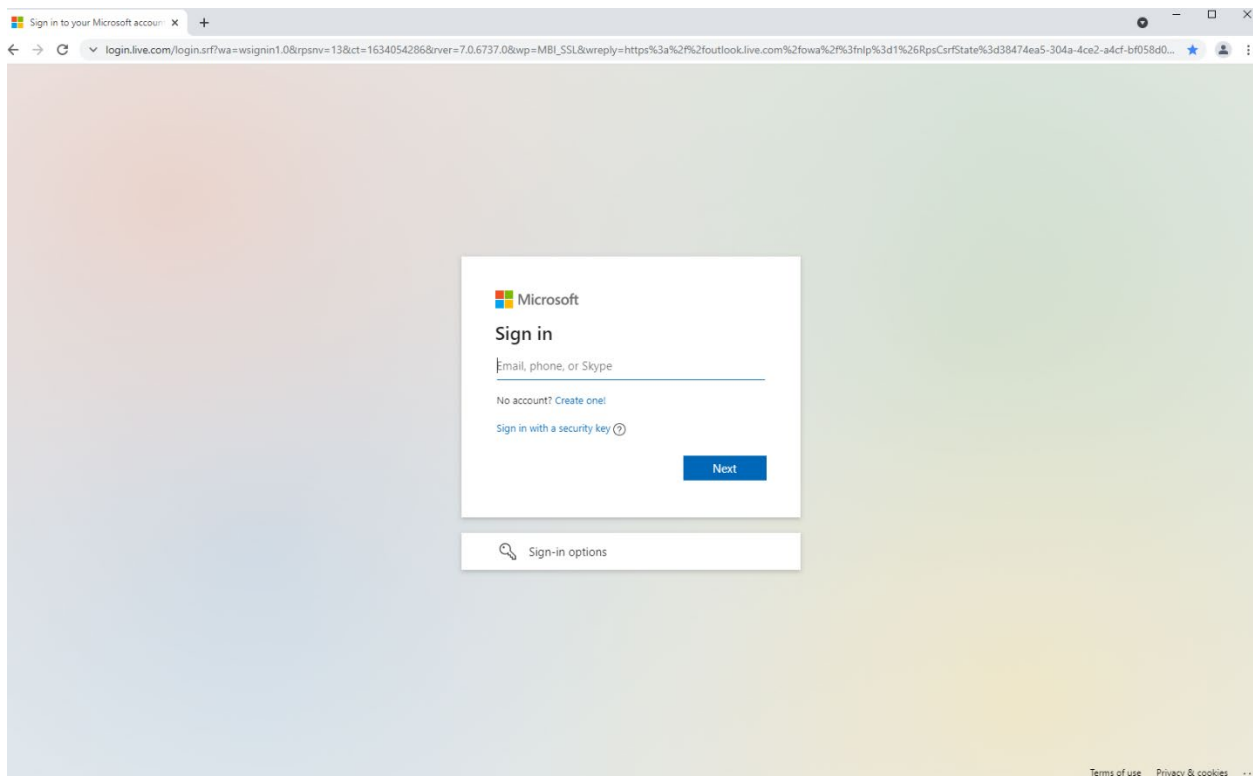 Sign in to your Microsoft accoun
login.live.com/login.srf?wa=wsignin1.0&rpsnv=13&ct=1634054286&rver=7.0.6737.0&wp=MBI_SSL&wreply=https%3a%2f%2foutlook.live.com%2fowa%2f%3fnlp%3d1%26RpsCsrfState%3d38474ea5-304a-4ce2-a4cf-bf058d0...
Microsoft
Sign in
Email, phone, or Skype
No account? Create one!
Sign in with a security key
Next
Sign-in options
Terms of use Privacy & cookies